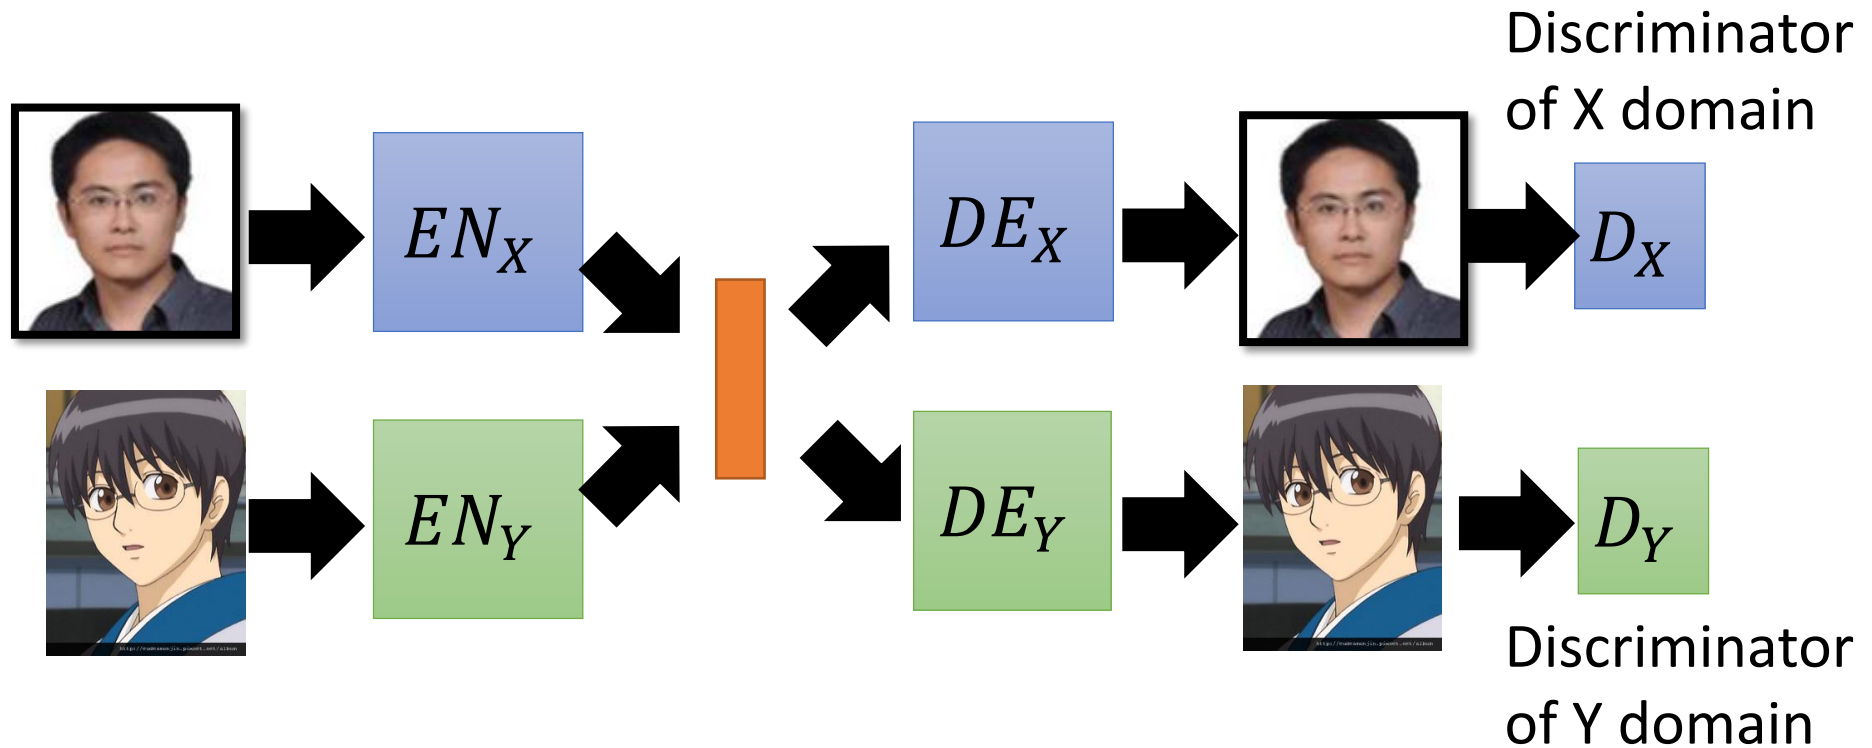 Discriminator
of X domain
EN_X
DE_X
D_X
EN_Y
DE_Y
D_Y
Discriminator
of Y domain